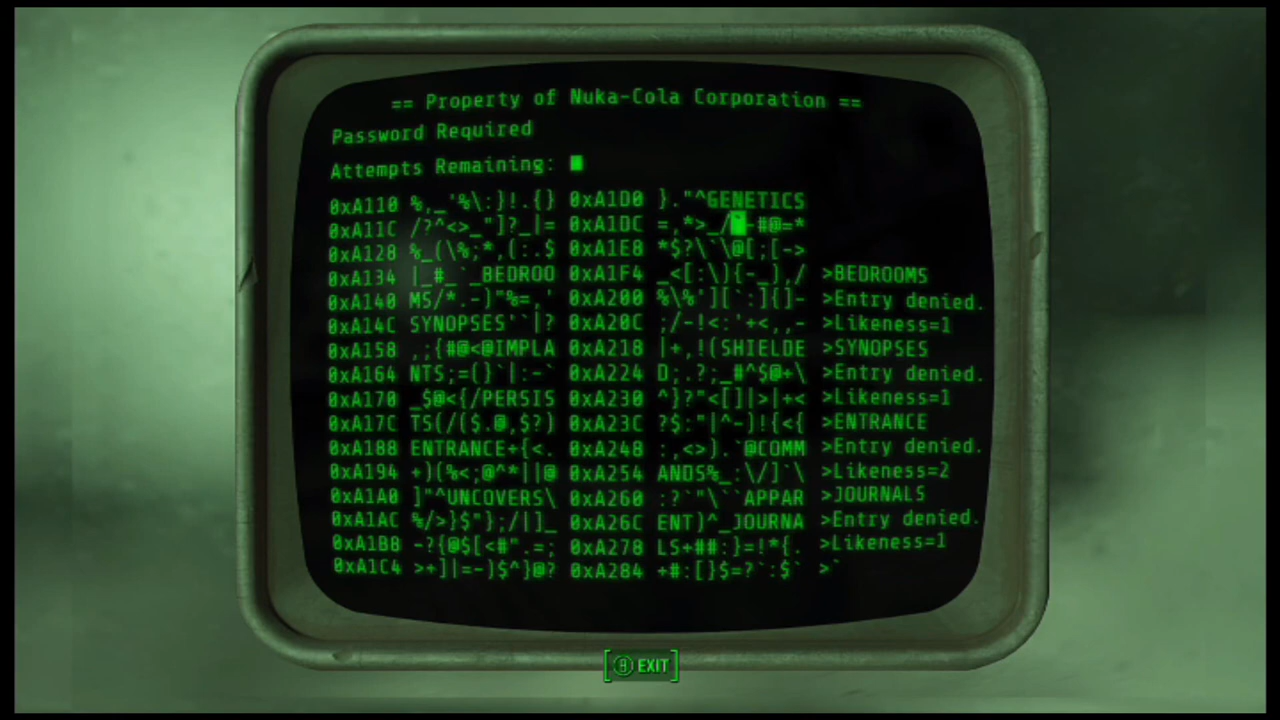 == Property of Nuka-Cola Corporation ==
Password Required
Attempts Remaining: ■
0xA110 %,_'%\:}!.{} 0xA1D0 }."^GENETICS
0xA11C /?^<>_"]?_|= 0xA1DC =,*>_/`-#@=*
0xA128 %_(\%;*,(:.$ 0xA1E8 *$?\`\@[;[->
0xA134 |_#_`_BEDROO 0xA1F4 _<[:\){-_),/ >BEDROOMS
0xA140 MS/*.-)"%=,' 0xA200 %\%'][`:]{]- >Entry denied.
0xA14C SYNOPSES'`|? 0xA20C ;/-!<:'+<,,- >Likeness=1
0xA158 ,;{#@<@IMPLA 0xA218 |+,!(SHIELDE >SYNOPSES
0xA164 NTS;=(}`|:-` 0xA224 D;.?;_#^$@+\ >Entry denied.
0xA170 _$@<{/PERSIS 0xA230 ^}?"<[]|>|+< >Likeness=1
0xA17C TS(/($.@,$?) 0xA23C ?$:"|^-)!{<{ >ENTRANCE
0xA188 ENTRANCE+{<. 0xA248 :,<>}.`@COMM >Entry denied.
0xA194 +)(%<;@^*||@ 0xA254 ANDS%_:\/]`\ >Likeness=2
0xA1A0 ]"^UNCOVERS\ 0xA260 :?`"\``APPAR >JOURNALS
0xA1AC %/>}$"};/|]_ 0xA26C ENT)^_JOURNA >Entry denied.
0xA1B8 -?{@$[<#".=; 0xA278 LS+##:}=!*{. >Likeness=1
0xA1C4 >+]|=-)$^}@? 0xA284 +#:[}$=?`:$` >`
EXIT